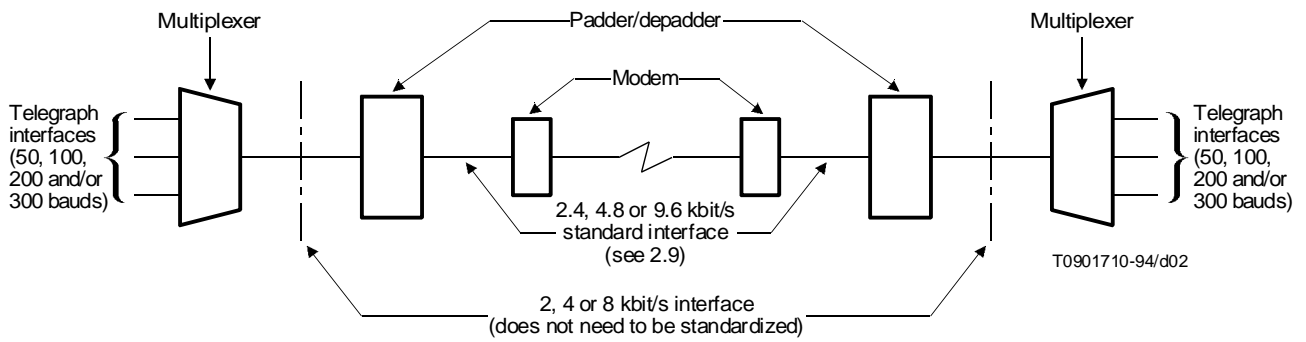 Multiplexer
Padder/depadder
Multiplexer
Modem
Telegraph
interfaces
(50, 100,
200 and/or
300 bauds)
Telegraph
interfaces
(50, 100,
200 and/or
300 bauds)
2.4, 4.8 or 9.6 kbit/s
standard interface
(see 2.9)
T0901710-94/d02
2, 4 or 8 kbit/s interface
(does not need to be standardized)